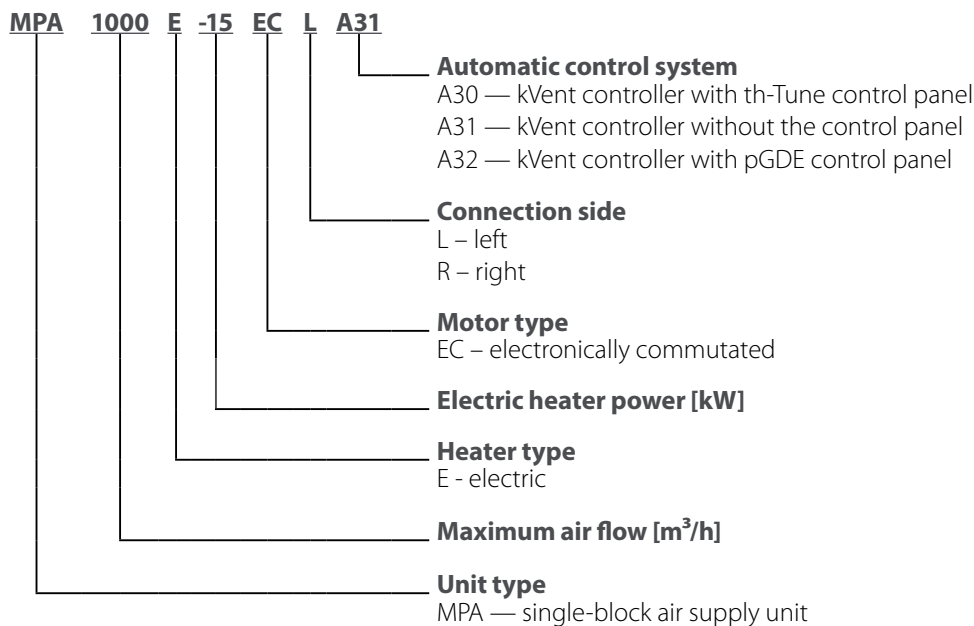 MPA 1000 E -15 EC L A31
Automatic control system
A30 — kVent controller with th-Tune control panel
A31 — kVent controller without the control panel
A32 — kVent controller with pGDE control panel
Connection side
L – left
R – right
Motor type
EC – electronically commutated
Electric heater power [kW]
Heater type
E - electric
Maximum air flow [m³/h]
Unit type
MPA — single-block air supply unit